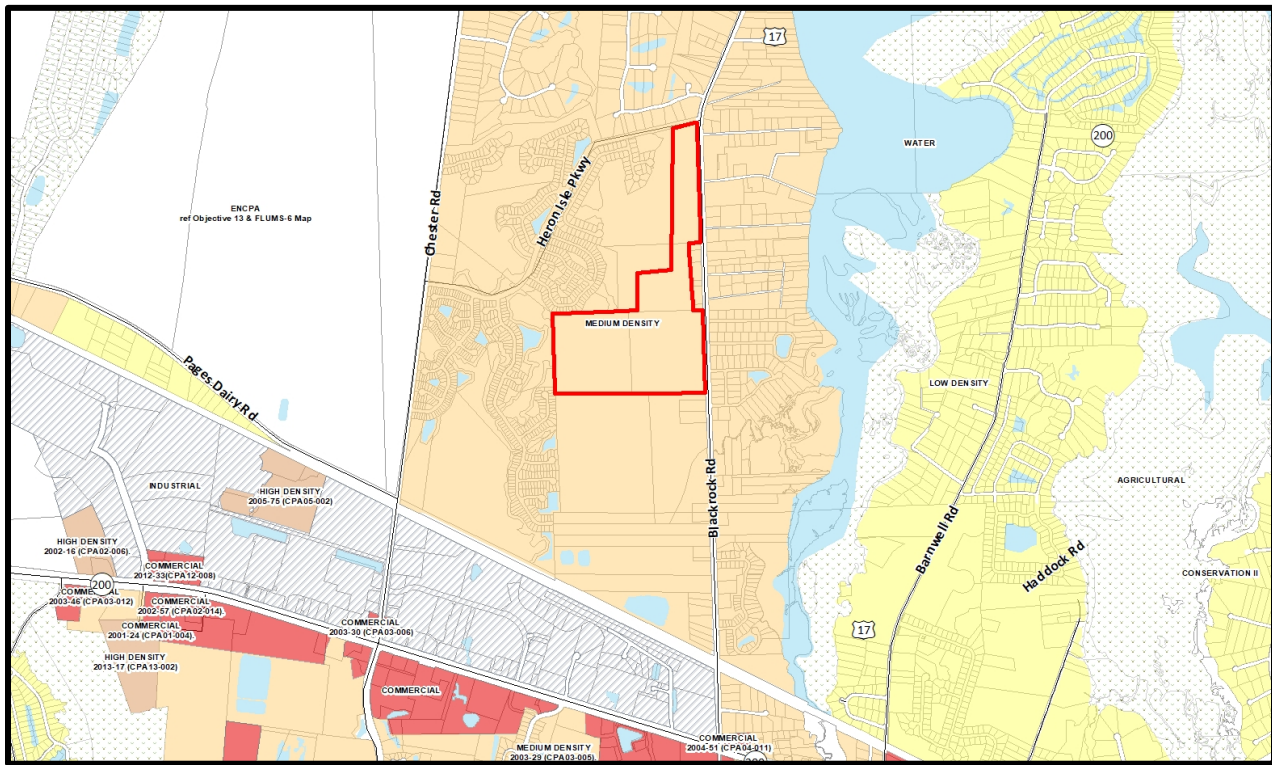 17
200
WATER
ENCPA
ref Objective 13 & FLUMS-6 Map
Chester Rd
Heron Isle Pkwy
MEDIUM DENSITY
Pages Dairy Rd
LOW DENSITY
INDUSTRIAL
HIGH DENSITY
2005-75 (CPA05-002)
Blackrock Rd
AGRICULTURAL
Barnwell Rd
Haddock Rd
CONSERVATION II
HIGH DENSITY
2002-16 (CPA02-006).
COMMERCIAL
2012-33(CPA12-008)
200
2003-46 (CPA03-012)
COMMERCIAL
2002-57 (CPA02-014).
COMMERCIAL
2001-24 (CPA01-004).
HIGH DENSITY
2013-17 (CPA13-002)
COMMERCIAL
2003-30 (CPA03-006)
17
COMMERCIAL
MEDIUM DENSITY
2003-29 (CPA03-005).
COMMERCIAL
2004-51 (CPA04-011)